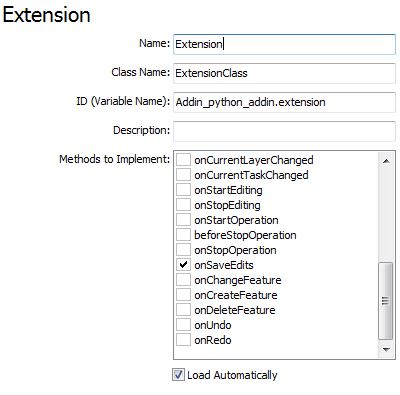 Extension
Name: Extension
Class Name: ExtensionClass
ID (Variable Name): Addin_python_addin.extension
Description:
Methods to Implement: onCurrentLayerChanged
onCurrentTaskChanged
onStartEditing
onStopEditing
onStartOperation
beforeStopOperation
onStopOperation
onSaveEdits
onChangeFeature
onCreateFeature
onDeleteFeature
onUndo
onRedo
Load Automatically